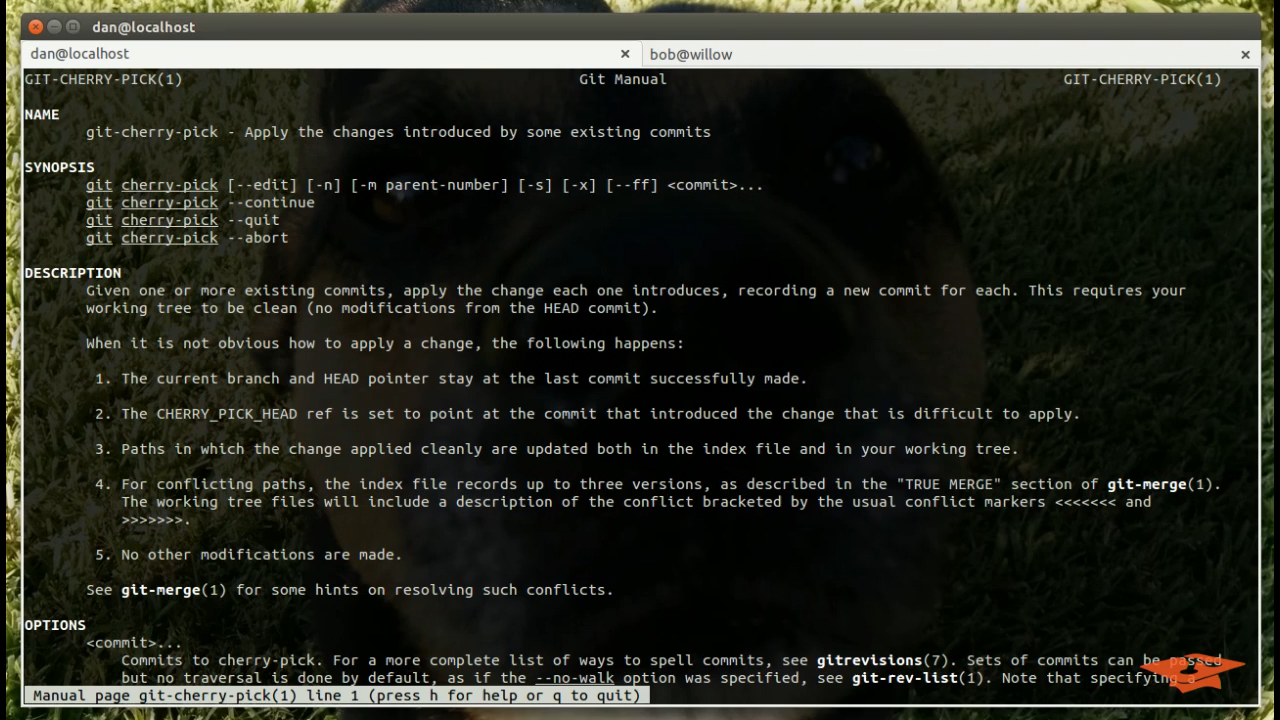 dan@localhost
dan@localhost × bob@willow ×
GIT-CHERRY-PICK(1) Git Manual GIT-CHERRY-PICK(1)
NAME
git-cherry-pick - Apply the changes introduced by some existing commits
SYNOPSIS
git cherry-pick [--edit] [-n] [-m parent-number] [-s] [-x] [--ff] <commit>...
git cherry-pick --continue
git cherry-pick --quit
git cherry-pick --abort
DESCRIPTION
Given one or more existing commits, apply the change each one introduces, recording a new commit for each. This requires your
working tree to be clean (no modifications from the HEAD commit).
When it is not obvious how to apply a change, the following happens:
1. The current branch and HEAD pointer stay at the last commit successfully made.
2. The CHERRY_PICK_HEAD ref is set to point at the commit that introduced the change that is difficult to apply.
3. Paths in which the change applied cleanly are updated both in the index file and in your working tree.
4. For conflicting paths, the index file records up to three versions, as described in the "TRUE MERGE" section of git-merge(1).
The working tree files will include a description of the conflict bracketed by the usual conflict markers <<<<<<< and
>>>>>>>.
5. No other modifications are made.
See git-merge(1) for some hints on resolving such conflicts.
OPTIONS
<commit>...
Commits to cherry-pick. For a more complete list of ways to spell commits, see gitrevisions(7). Sets of commits can be passed
but no traversal is done by default, as if the --no-walk option was specified, see git-rev-list(1). Note that specifying a
Manual page git-cherry-pick(1) line 1 (press h for help or q to quit)